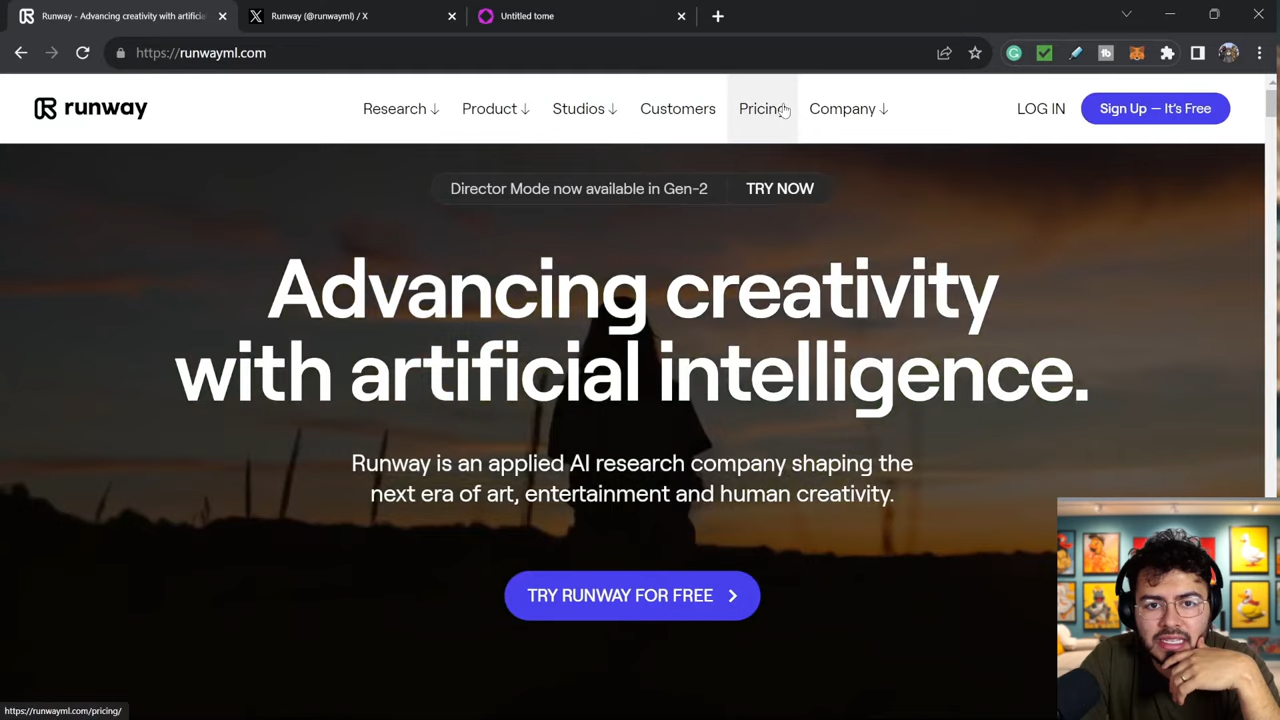 Runway - Advancing creativity with artificial
Runway (@runwayml) / X
Untitled tome
https://runwayml.com
runway
Research ↓
Product ↓
Studios ↓
Customers
Pricing
Company ↓
LOG IN
Sign Up — It's Free
Director Mode now available in Gen-2
TRY NOW
Advancing creativity
with artificial intelligence.
Runway is an applied AI research company shaping the
next era of art, entertainment and human creativity.
TRY RUNWAY FOR FREE
https://runwayml.com/pricing/